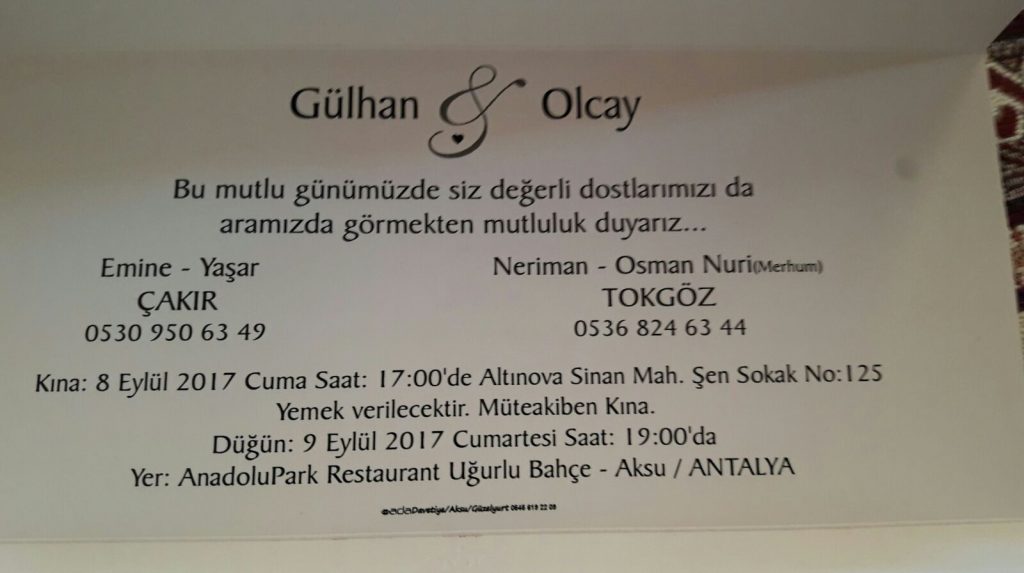 Gülhan & Olcay
Bu mutlu günümüzde siz değerli dostlarımızı da
aramızda görmekten mutluluk duyarız...
Emine - Yaşar
ÇAKIR
0530 950 63 49
Neriman - Osman Nuri(Merhum)
TOKGÖZ
0536 824 63 44
Kına: 8 Eylül 2017 Cuma Saat: 17:00'de Altınova Sinan Mah. Şen Sokak No:125
Yemek verilecektir. Müteakiben Kına.
Düğün: 9 Eylül 2017 Cumartesi Saat: 19:00'da
Yer: AnadoluPark Restaurant Uğurlu Bahçe - Aksu / ANTALYA
Davetiye/Aksu/Güzelyurt